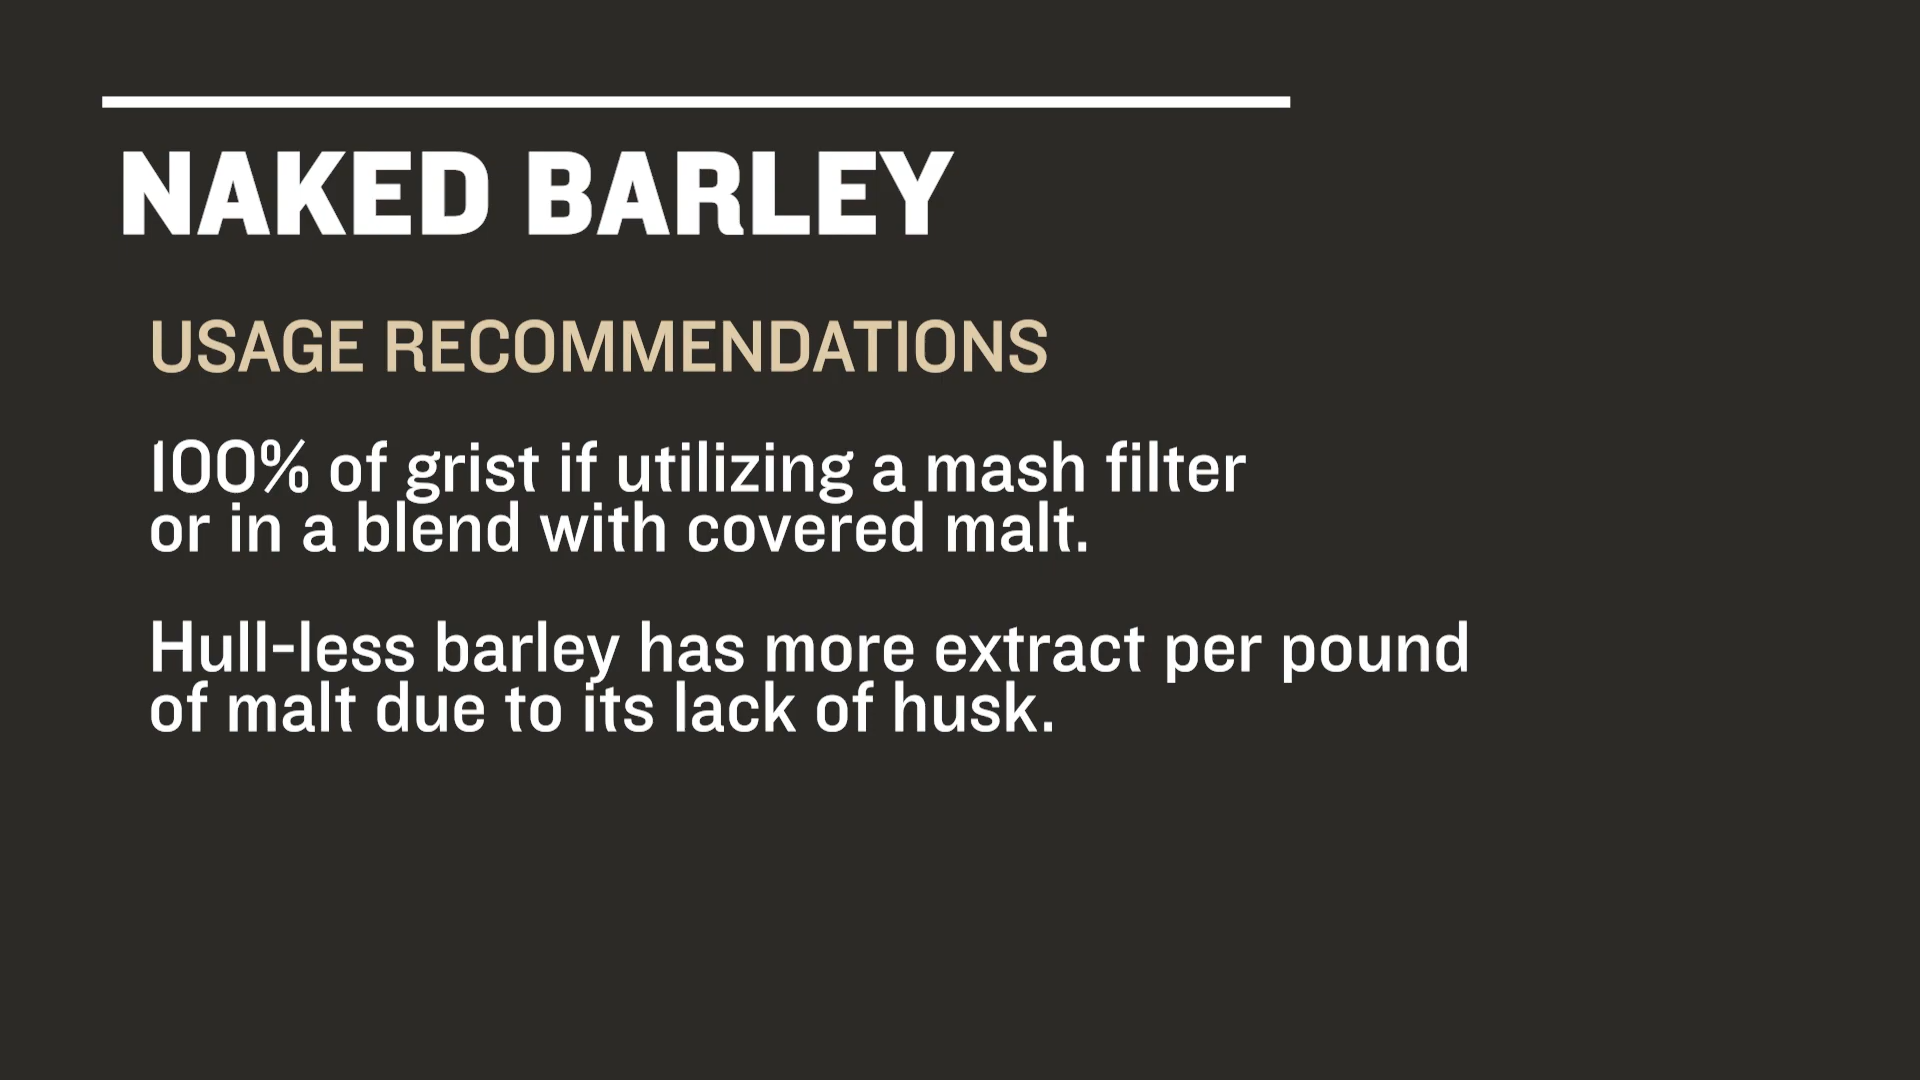 NAKED BARLEY
USAGE RECOMMENDATIONS
100% of grist if utilizing a mash filter
or in a blend with covered malt.
Hull-less barley has more extract per pound
of malt due to its lack of husk.